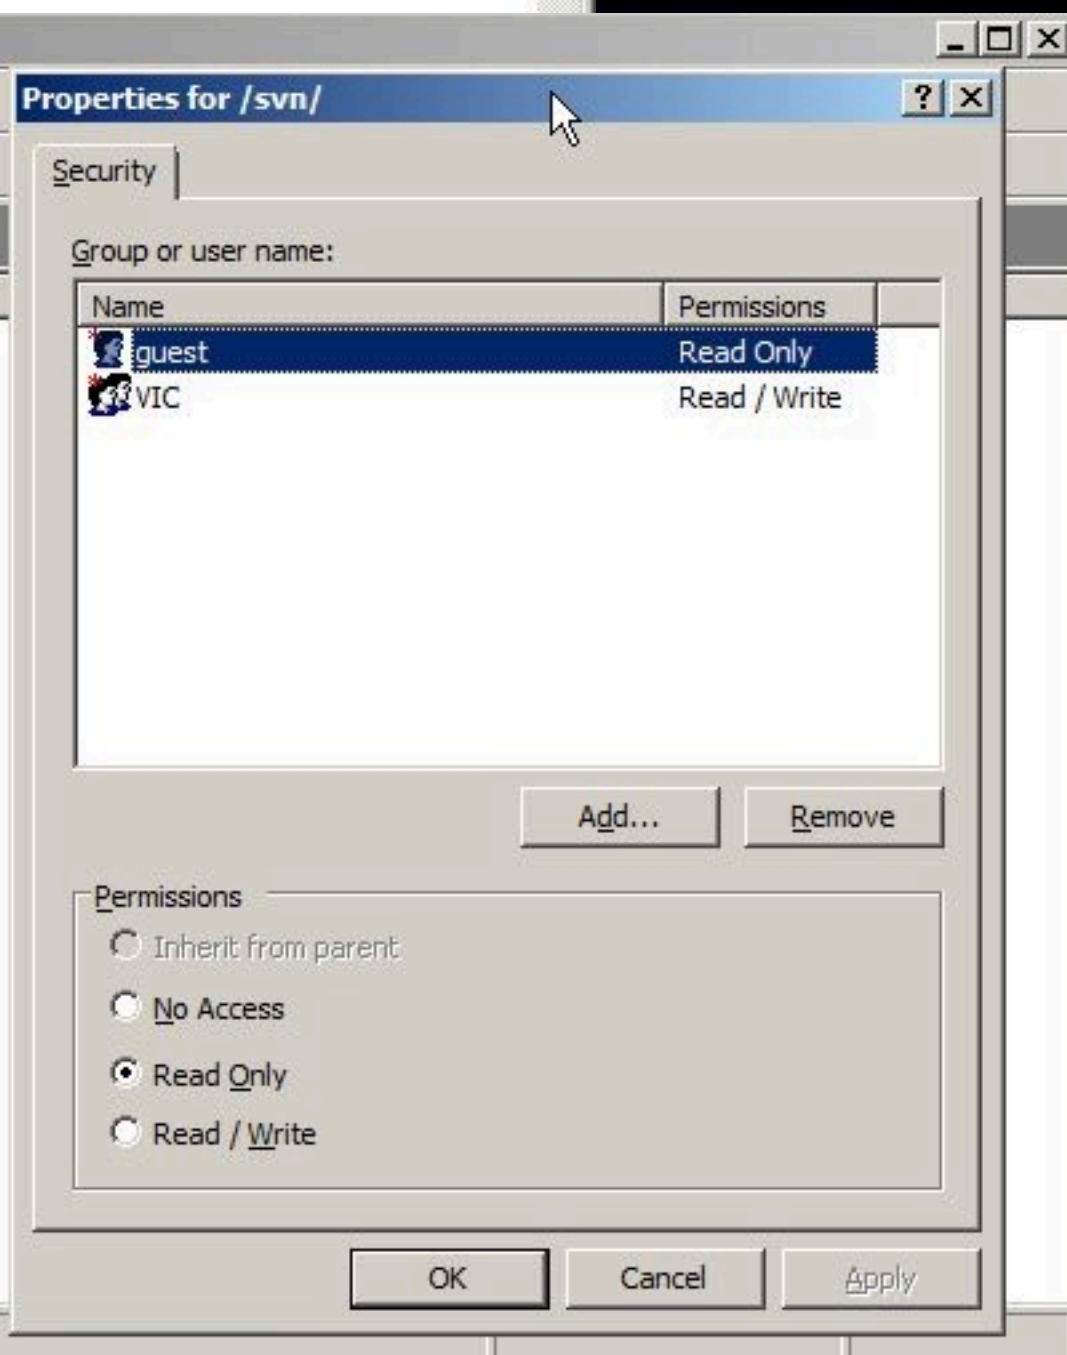 Properties for /svn/
Security
Group or user name:
Name Permissions
guest Read Only
VIC Read / Write
Add... Remove
Permissions
Inherit from parent
No Access
Read Only
Read / Write
OK Cancel Apply